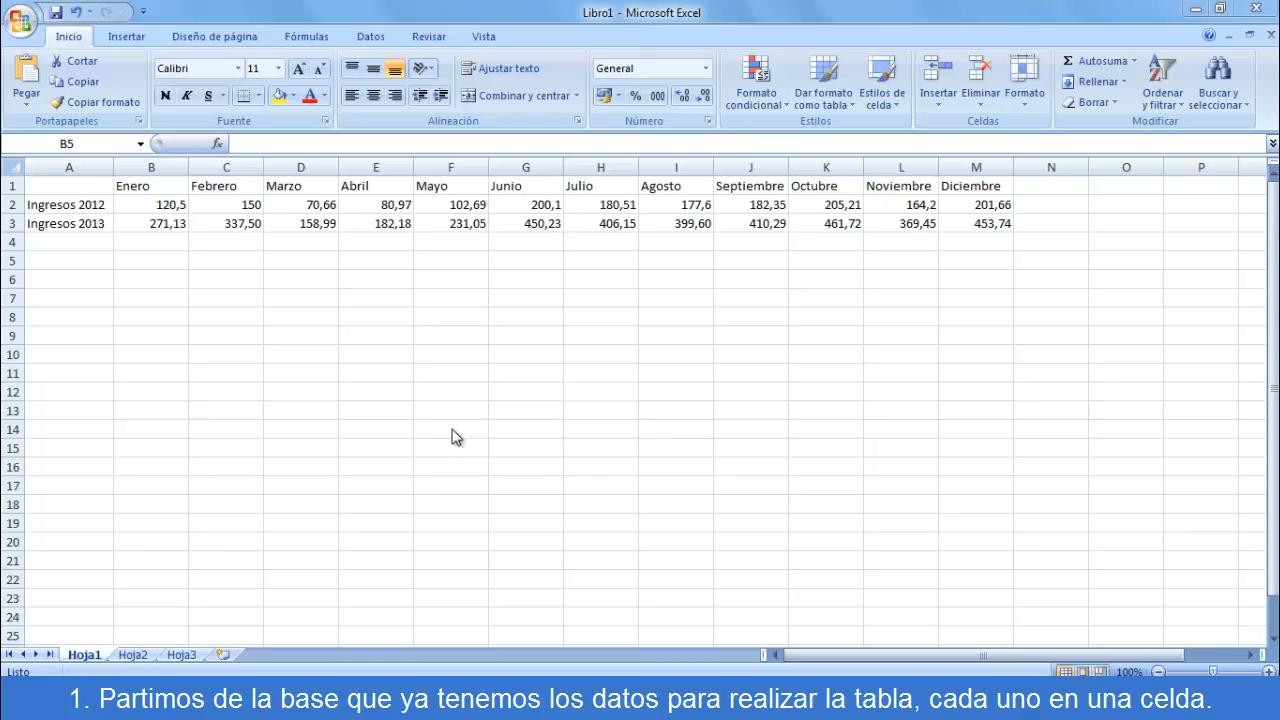 Libro1 - Microsoft Excel
Inicio Insertar Diseño de página Fórmulas Datos Revisar Vista
Pegar Cortar Copiar Copiar formato Portapapeles
Calibri 11 N K S A Fuente
Ajustar texto Combinar y centrar Alineación
General % 000 Número
Formato condicional Dar formato como tabla Estilos de celda Estilos
Insertar Eliminar Formato Celdas
Σ Autosuma Rellenar Borrar Ordenar y filtrar Buscar y seleccionar Modificar
B5 fx
A B C D E F G H I J K L M N O P
1 Enero Febrero Marzo Abril Mayo Junio Julio Agosto Septiembre Octubre Noviembre Diciembre
2 Ingresos 2012 120,5 150 70,66 80,97 102,69 200,1 180,51 177,6 182,35 205,21 164,2 201,66
3 Ingresos 2013 271,13 337,50 158,99 182,18 231,05 450,23 406,15 399,60 410,29 461,72 369,45 453,74
4
5
6
7
8
9
10
11
12
13
14
15
16
17
18
19
20
21
22
23
24
25
Hoja1 Hoja2 Hoja3
Listo 100%
1. Partimos de la base que ya tenemos los datos para realizar la tabla, cada uno en una celda.